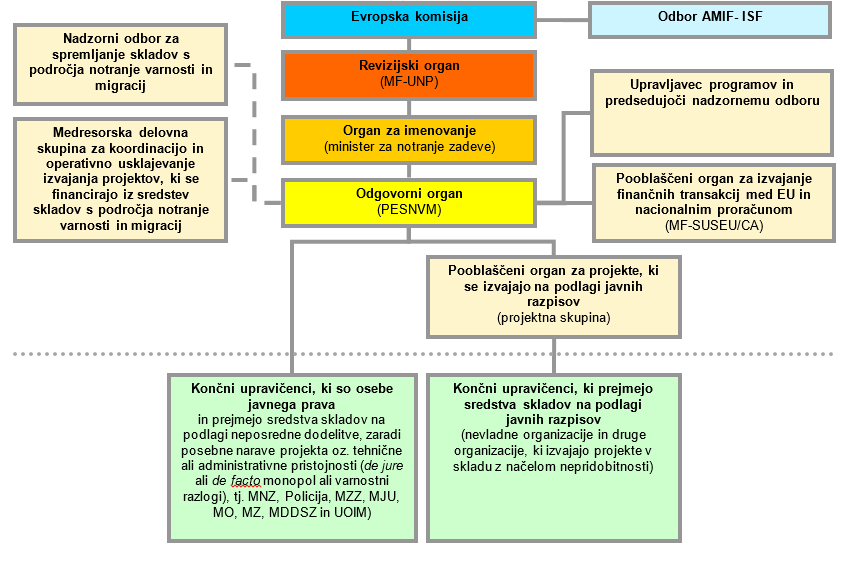 Evropska komisija
Odbor AMIF- ISF
Nadzorni odbor za
spremljanje skladov s
področja notranje varnosti in
migracij
Revizijski organ
(MF-UNP)
Upravljavec programov in
predsedujoči nadzornemu odboru
Organ za imenovanje
(minister za notranje zadeve)
Medresorska delovna
skupina za koordinacijo in
operativno usklajevanje
izvajanja projektov, ki se
financirajo iz sredstev
skladov s področja notranje
varnosti in migracij
Odgovorni organ
(PESNVM)
Pooblaščeni organ za izvajanje
finančnih transakcij med EU in
nacionalnim proračunom
(MF-SUSEU/CA)
Pooblaščeni organ za projekte, ki
se izvajajo na podlagi javnih
razpisov
(projektna skupina)
Končni upravičenci, ki so osebe
javnega prava
in prejmejo sredstva skladov na
podlagi neposredne dodelitve, zaradi
posebne narave projekta oz. tehnične
ali administrativne pristojnosti (de jure
ali de facto monopol ali varnostni
razlogi), tj. MNZ, Policija, MZZ, MJU,
MO, MZ, MDDSZ in UOIM)
Končni upravičenci, ki prejmejo
sredstva skladov na podlagi
javnih razpisov
(nevladne organizacije in druge
organizacije, ki izvajajo projekte v
skladu z načelom nepridobitnosti)